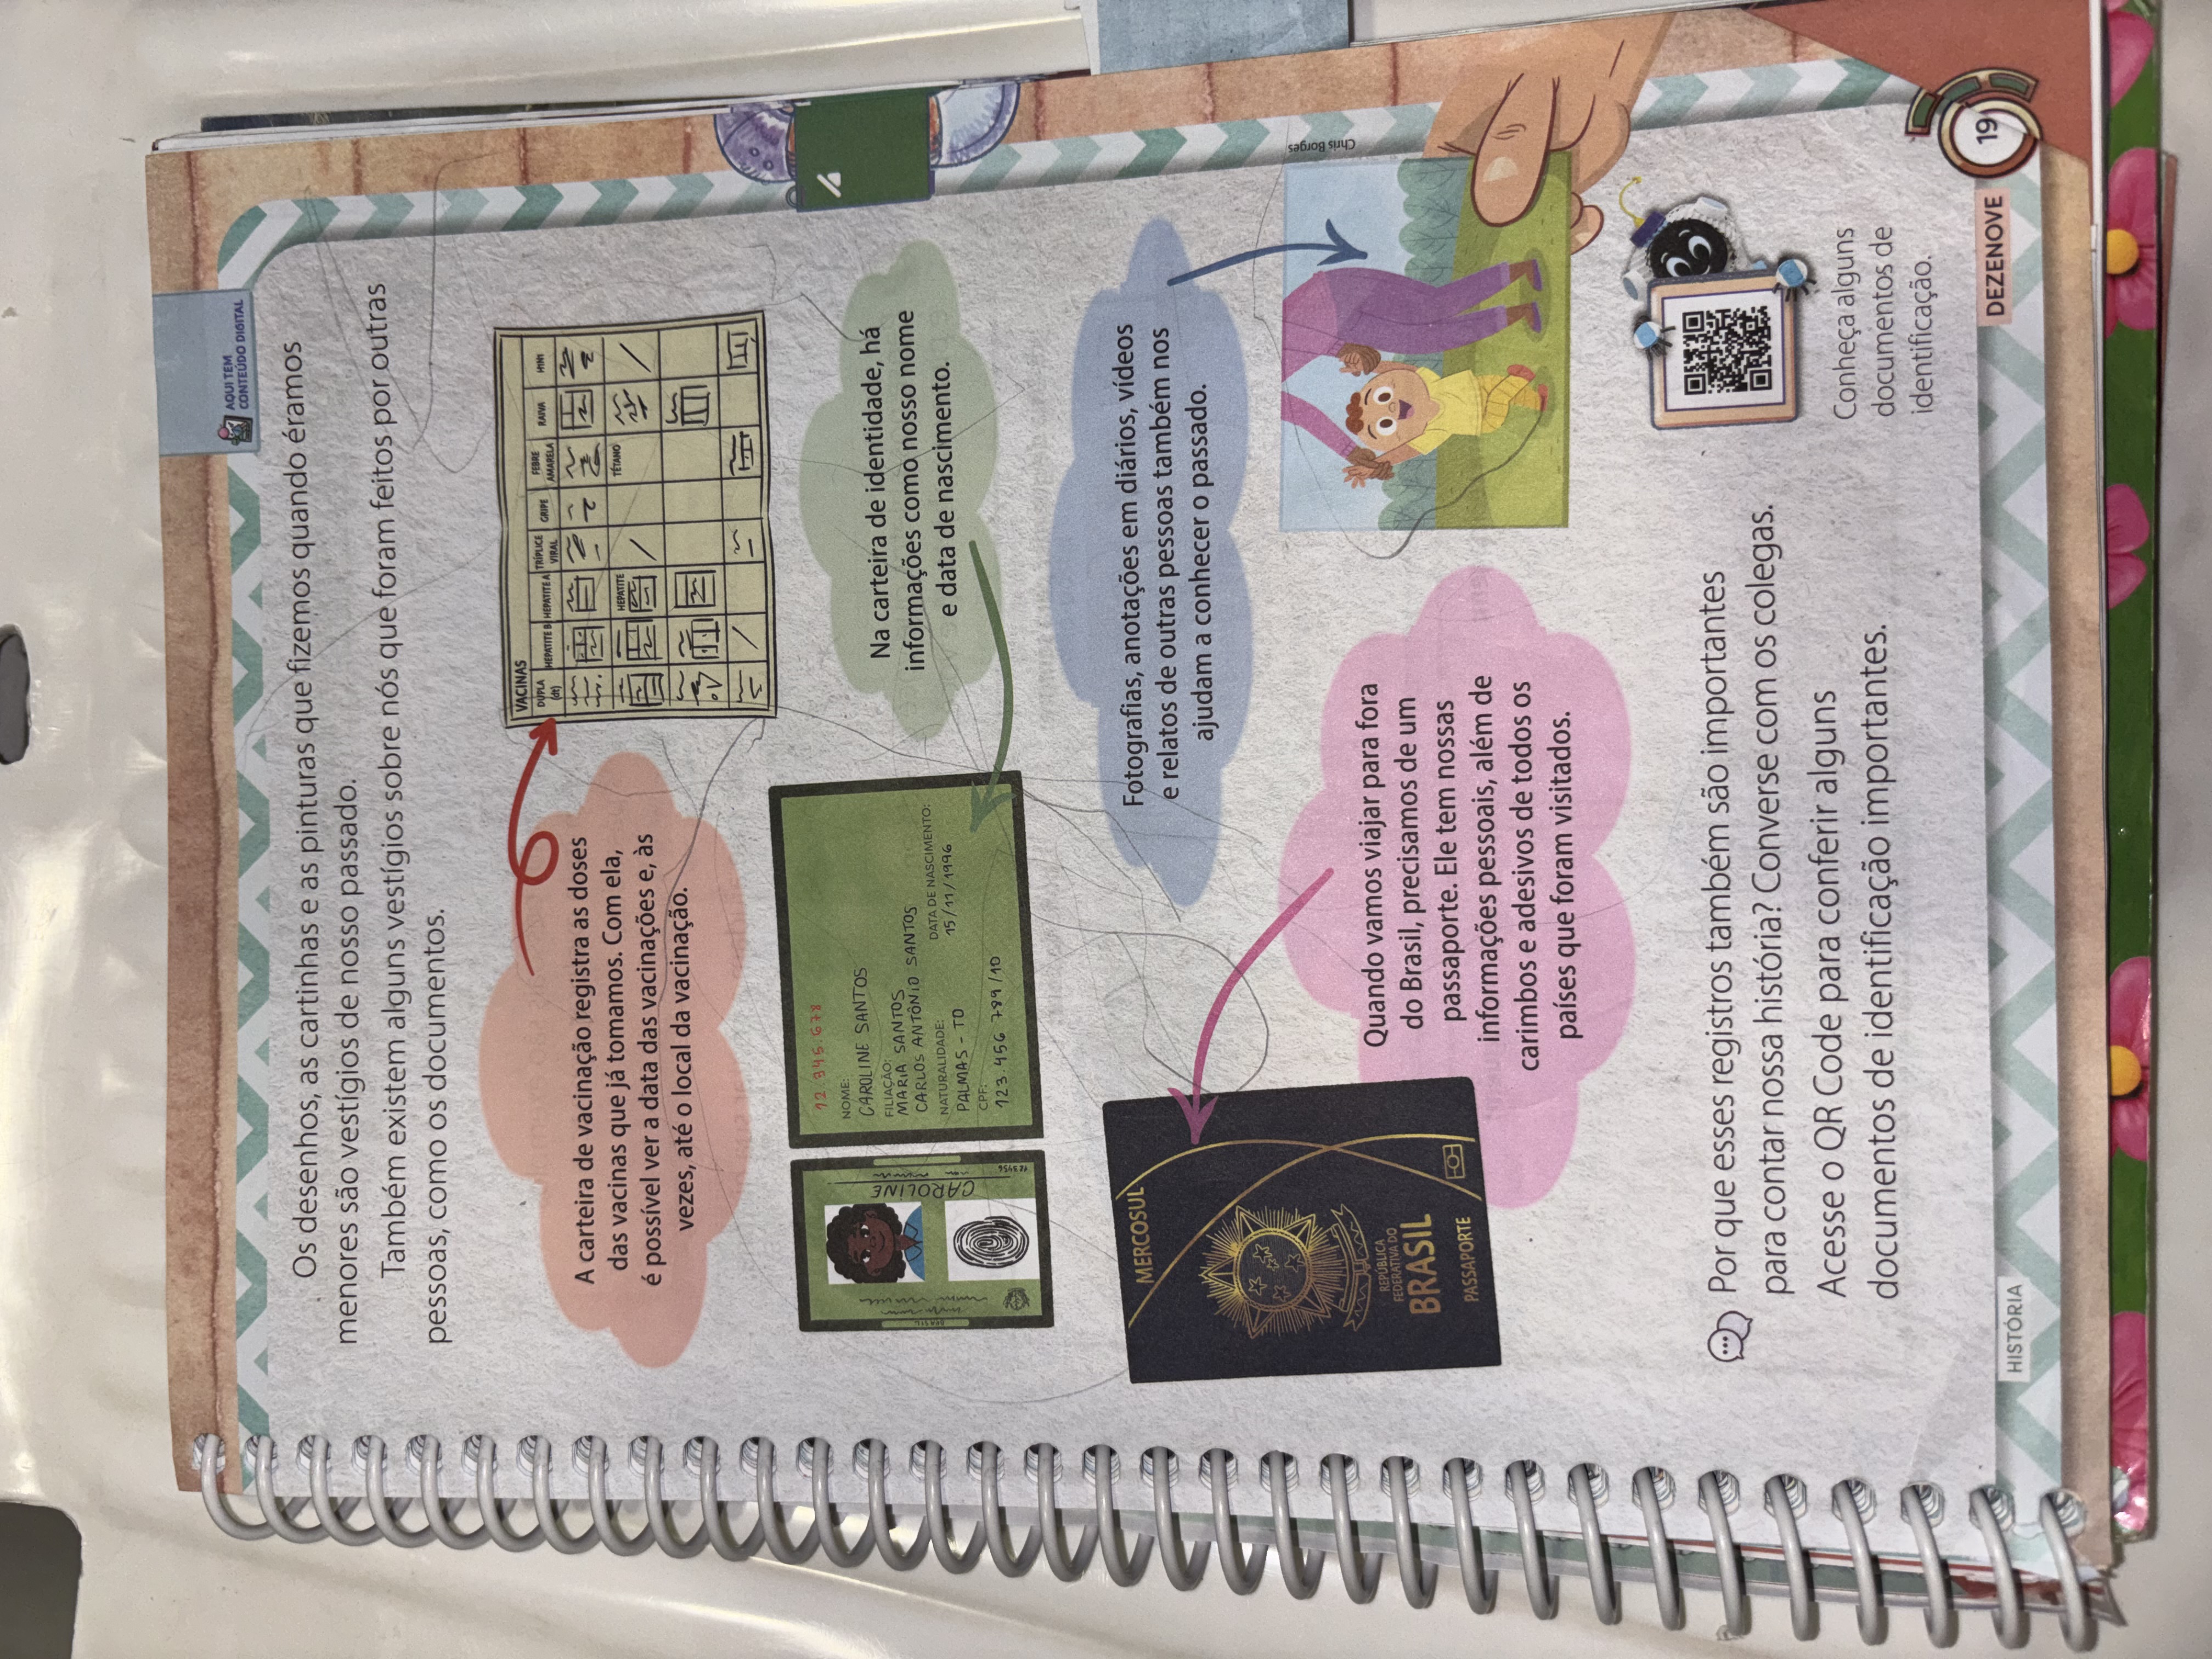 AQUI TEM
CONTEÚDO DIGITAL
Os desenhos, as cartinhas e as pinturas que fizemos quando éramos
menores são vestígios de nosso passado.
Também existem alguns vestígios sobre nós que foram feitos por outras
pessoas, como os documentos.
A carteira de vacinação registra as doses
das vacinas que já tomamos. Com ela,
é possível ver a data das vacinações e, às
vezes, até o local da vacinação.
VACINAS
DUPLA (dt) HEPATITE B HEPATITE A TRÍPLICE VIRAL GRIPE FEBRE AMARELA RAIVA H1N1
HEPATITE TÉTANO
CAROLINE
123456
12.345.678
NOME:
CAROLINE SANTOS
FILIAÇÃO:
MARIA SANTOS
CARLOS ANTÔNIO SANTOS
NATURALIDADE: DATA DE NASCIMENTO:
PALMAS - TO 15/11/1996
CPF:
123.456 789/10
Na carteira de identidade, há
informações como nosso nome
e data de nascimento.
MERCOSUL
REPÚBLICA
FEDERATIVA DO
BRASIL
PASSAPORTE
Fotografias, anotações em diários, vídeos
e relatos de outras pessoas também nos
ajudam a conhecer o passado.
Quando vamos viajar para fora
do Brasil, precisamos de um
passaporte. Ele tem nossas
informações pessoais, além de
carimbos e adesivos de todos os
países que foram visitados.
Chris Borges
Por que esses registros também são importantes
para contar nossa história? Converse com os colegas.
Acesse o QR Code para conferir alguns
documentos de identificação importantes.
Conheça alguns
documentos de
identificação.
HISTÓRIA
DEZENOVE
19